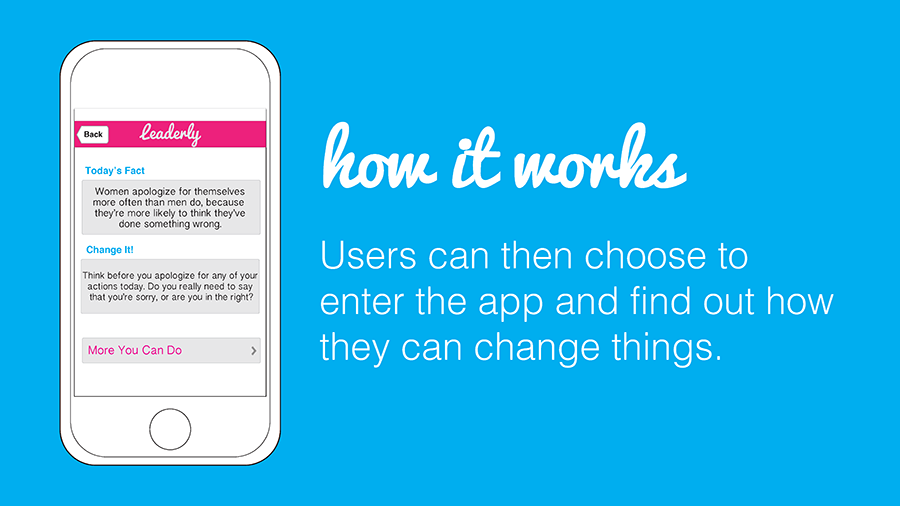 Back
Leaderly
Today's Fact
Women apologize for themselves
more often than men do, because
they're more likely to think they've
done something wrong.
Change It!
Think before you apologize for any of your
actions today. Do you really need to say
that you're sorry, or are you in the right?
More You Can Do
how it works
Users can then choose to
enter the app and find out how
they can change things.